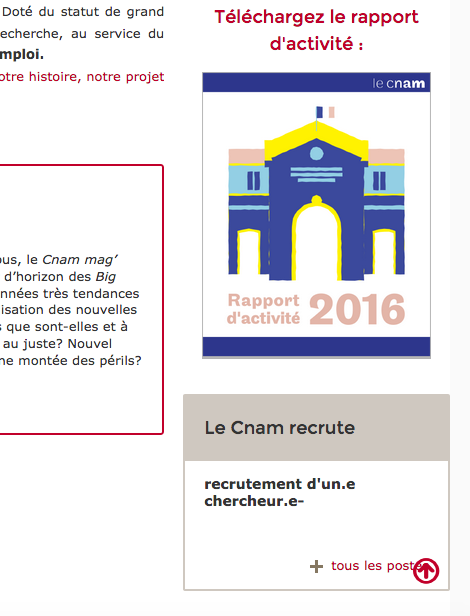 Doté du statut de grand
echerche, au service du
mploi.
otre histoire, notre projet
ous, le Cnam mag’
d’horizon des Big
nnées très tendances
isation des nouvelles
s que sont-elles et à
au juste? Nouvel
ne montée des périls?
Téléchargez le rapport
d'activité :
le cnam
Rapport
d'activité 2016
Le Cnam recrute
recrutement d'un.e
chercheur.e-
+ tous les poste